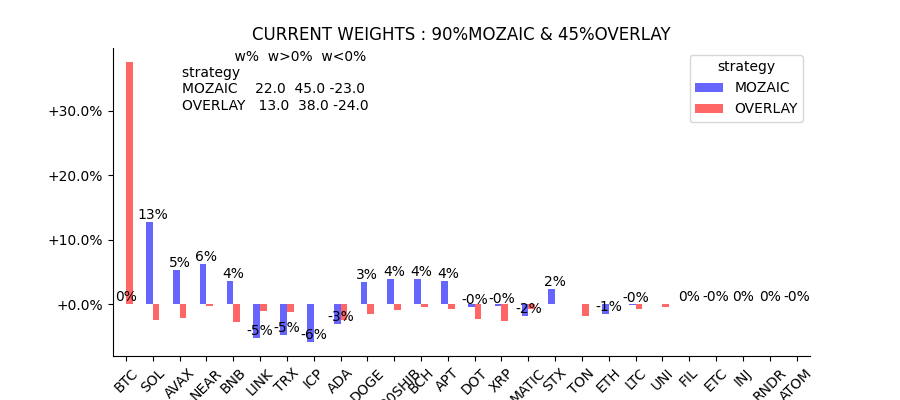 CURRENT WEIGHTS : 90%MOZAIC & 45%OVERLAY
w% w>0% w<0%
strategy
MOZAIC 22.0 45.0 -23.0
OVERLAY 13.0 38.0 -24.0
strategy
MOZAIC
OVERLAY
+30.0%
+20.0%
+10.0%
+0.0%
0% 13% 5% 6% 4% -5% -5% -6% -3% 3% 4% 4% 4% -0% -0% -2% 2% -1% -0% 0% -0% 0% 0% -0%
BTC SOL AVAX NEAR BNB LINK TRX ICP ADA DOGE BCH APT DOT XRP MATIC STX TON ETH LTC UNI FIL ETC INJ RNDR ATOM